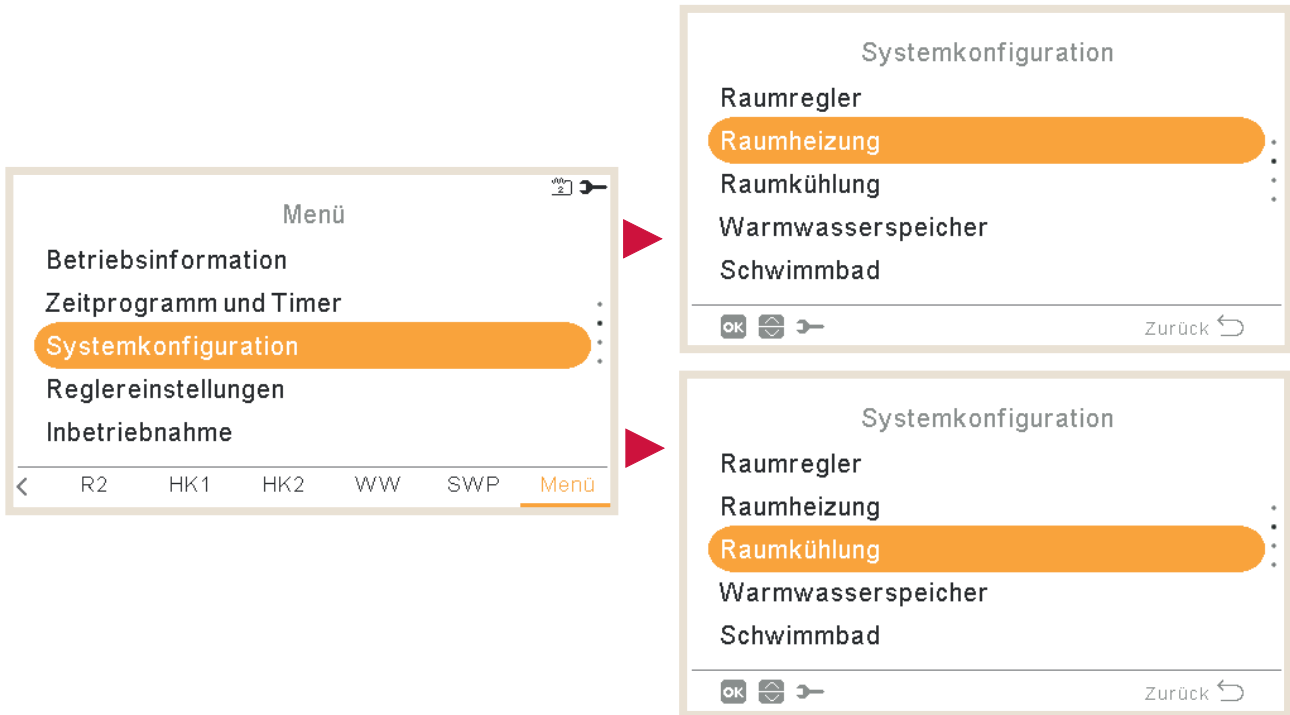 2
Menü
Betriebsinformation
Zeitprogramm und Timer
Systemkonfiguration
Reglereinstellungen
Inbetriebnahme
< R2 HK1 HK2 WW SWP Menü
Systemkonfiguration
Raumregler
Raumheizung
Raumkühlung
Warmwasserspeicher
Schwimmbad
OK Zurück
Systemkonfiguration
Raumregler
Raumheizung
Raumkühlung
Warmwasserspeicher
Schwimmbad
OK Zurück